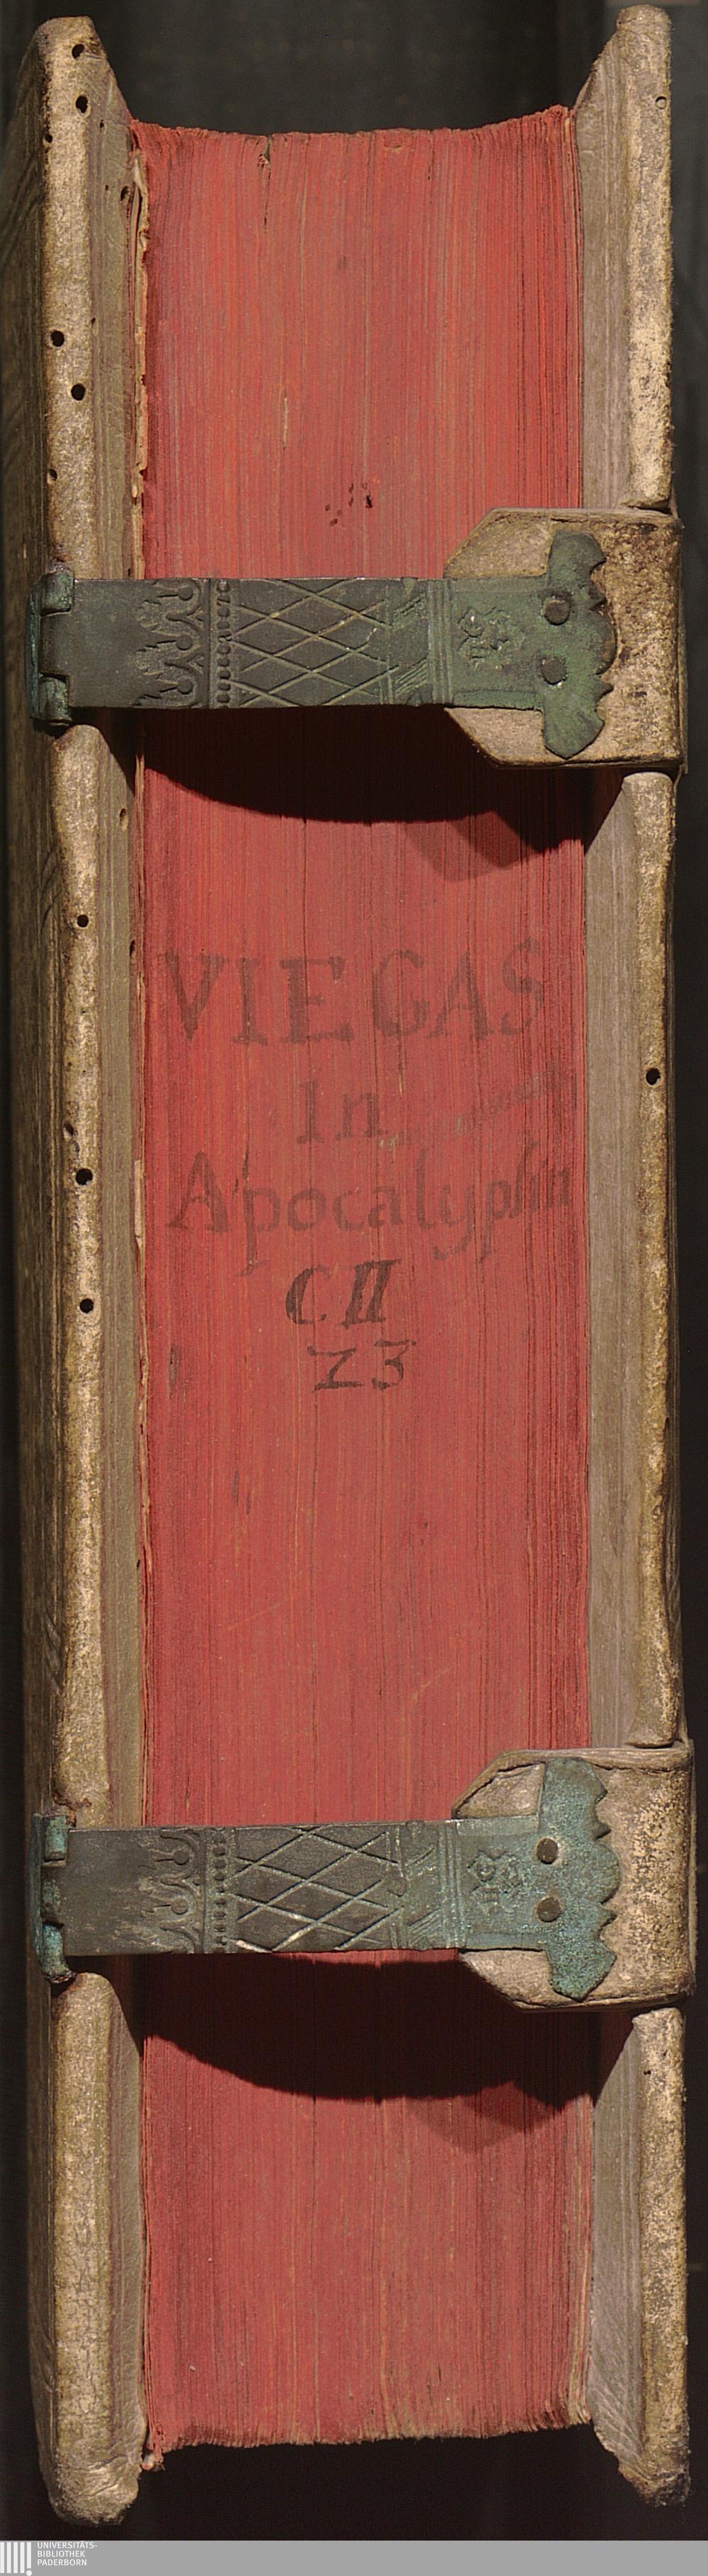 VIEGAS
In
Apocalypsin
C II
Z3
UNIVERSITÄTS-
BIBLIOTHEK
PADERBORN